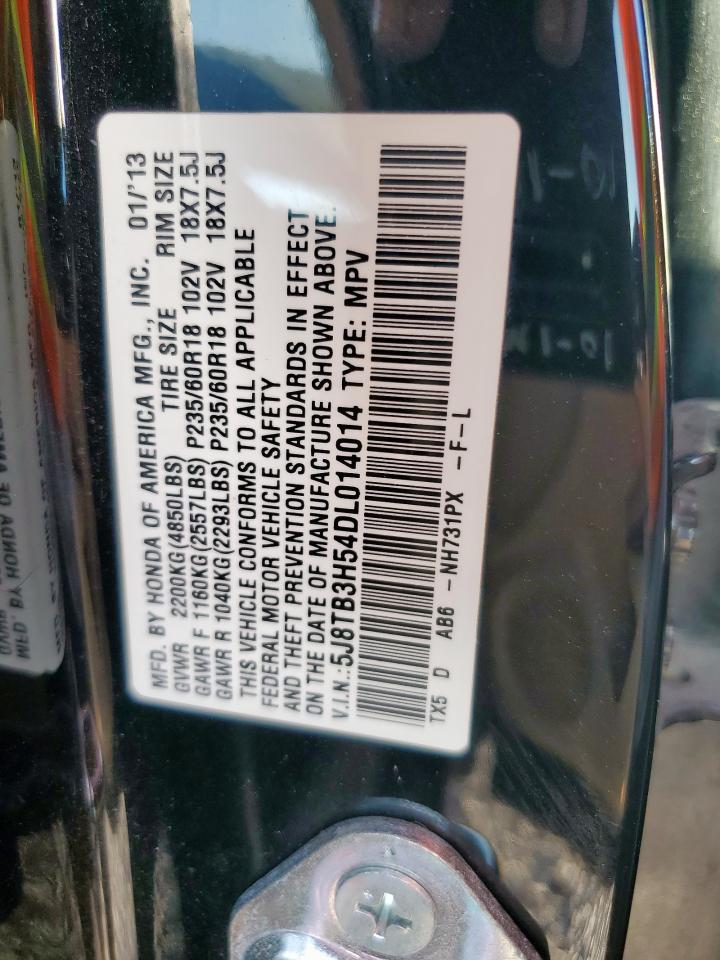 MFD. BY HONDA OF AMERICA MFG., INC. 01/'13
GVWR 2200KG(4850LBS) TIRE SIZE RIM SIZE
GAWR F 1160KG(2557LBS) P235/60R18 102V 18X7.5J
GAWR R 1040KG(2293LBS) P235/60R18 102V 18X7.5J
THIS VEHICLE CONFORMS TO ALL APPLICABLE
FEDERAL MOTOR VEHICLE SAFETY
AND THEFT PREVENTION STANDARDS IN EFFECT
ON THE DATE OF MANUFACTURE SHOWN ABOVE.
V.I.N.:5J8TB3H54DL014014 TYPE: MPV
TX5 D AB6 -NH731PX -F-L